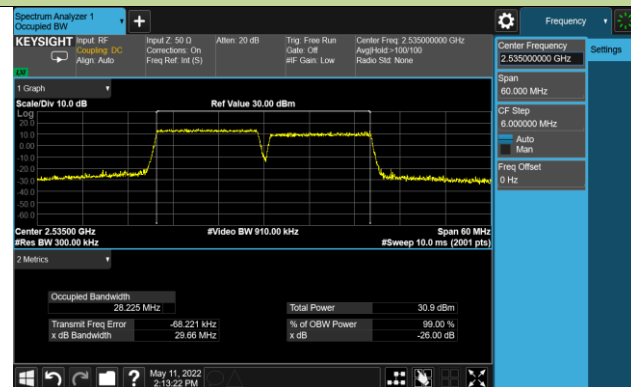 Spectrum Analyzer 1
Occupied BW
Frequency
KEYSIGHT
Input: RF
Coupling: DC
Align: Auto
Input Z: 50 Ω
Corrections: On
Freq Ref: Int (S)
Atten: 20 dB
Trig: Free Run
Gate: Off
#IF Gain: Low
Center Freq: 2.535000000 GHz
Avg|Hold:>100/100
Radio Std: None
Center Frequency
2.535000000 GHz
Settings
Span
60.000 MHz
CF Step
6.000000 MHz
Auto
Man
Freq Offset
0 Hz
1 Graph
Scale/Div 10.0 dB
Ref Value 30.00 dBm
Log
20.0
10.0
0.00
-10.0
-20.0
-30.0
-40.0
-50.0
-60.0
Center 2.53500 GHz
#Video BW 910.00 kHz
Span 60 MHz
#Res BW 300.00 kHz
#Sweep 10.0 ms (2001 pts)
2 Metrics
Occupied Bandwidth
28.225 MHz
Total Power
30.9 dBm
Transmit Freq Error
-68.221 kHz
% of OBW Power
99.00 %
x dB Bandwidth
29.66 MHz
x dB
-26.00 dB
?
May 11, 2022
2:13:22 PM